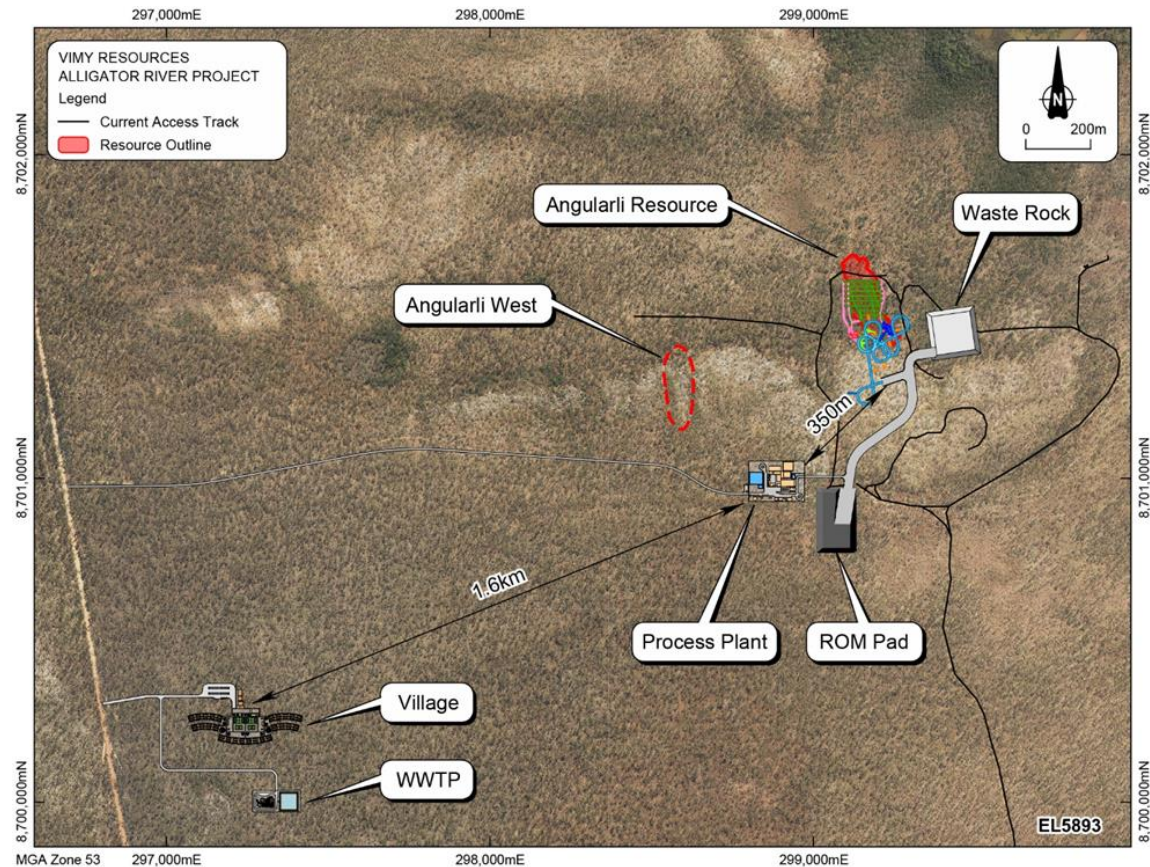 297,000mE
298,000mE
299,000mE
VIMY RESOURCES
ALLIGATOR RIVER PROJECT
Legend
Current Access Track
Resource Outline
N
0 200m
8,702,000mN
8,702,000mN
Angularli Resource
Waste Rock
Angularli West
350m
8,701,000mN
8,701,000mN
1.6km
Process Plant
ROM Pad
Village
WWTP
8,700,000mN
8,700,000mN
EL5893
MGA Zone 53
297,000mE
298,000mE
299,000mE